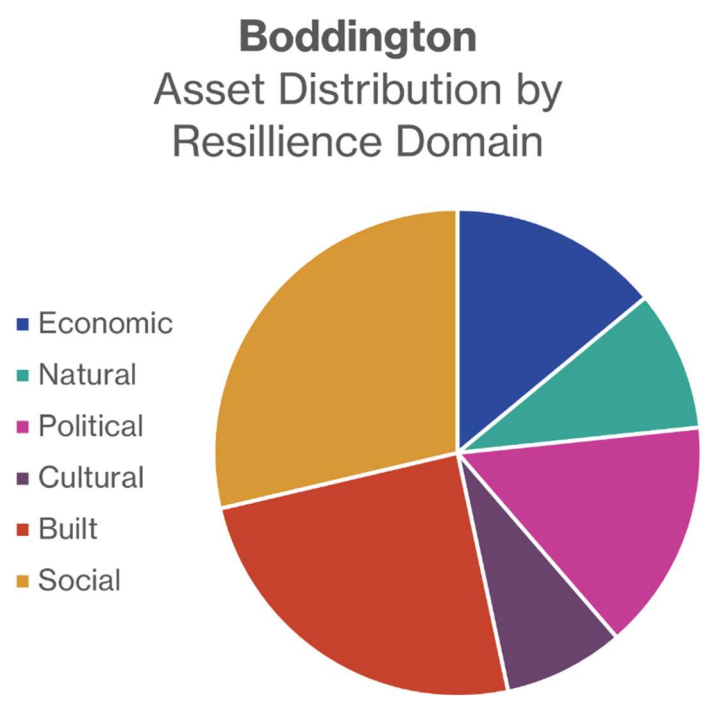 Boddington
Asset Distribution by
Resillience Domain
Economic
Natural
Political
Cultural
Built
Social